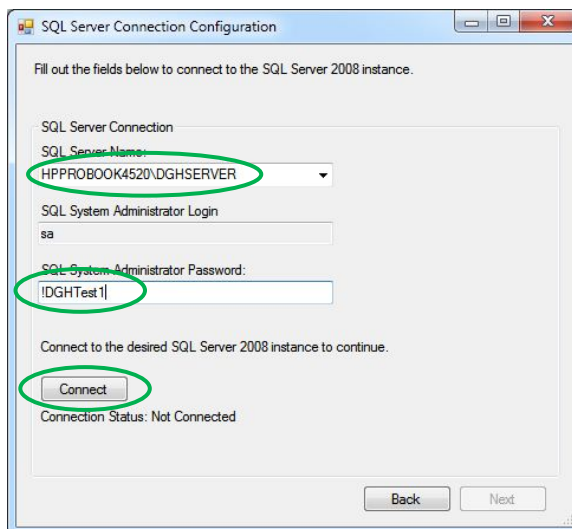 SQL Server Connection Configuration
Fill out the fields below to connect to the SQL Server 2008 instance.
SQL Server Connection
SQL Server Name:
HPPROBOOK4520\DGHSERVER
SQL System Administrator Login
sa
SQL System Administrator Password:
!DGHTest1
Connect to the desired SQL Server 2008 instance to continue.
Connect
Connection Status: Not Connected
Back Next